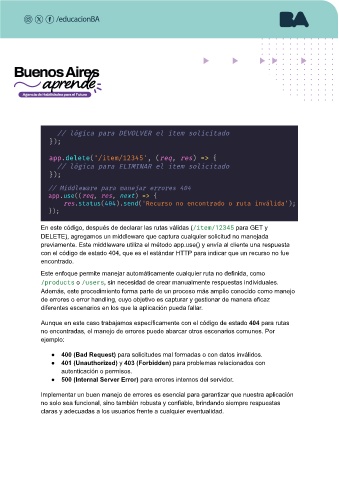 /educacionBA
BA
Buenos Aires
aprende
Agencia de Habilidades para el Futuro
// lógica para DEVOLVER el ítem solicitado
});
app.delete('/item/12345', (req, res) => {
// lógica para ELIMINAR el ítem solicitado
});
// Middleware para manejar errores 404
app.use((req, res, next) => {
res.status(404).send('Recurso no encontrado o ruta inválida');
});
En este código, después de declarar las rutas válidas (/item/12345 para GET y
DELETE), agregamos un middleware que captura cualquier solicitud no manejada
previamente. Este middleware utiliza el método app.use() y envía al cliente una respuesta
con el código de estado 404, que es el estándar HTTP para indicar que un recurso no fue
encontrado.
Este enfoque permite manejar automáticamente cualquier ruta no definida, como
/products o /users, sin necesidad de crear manualmente respuestas individuales.
Además, este procedimiento forma parte de un proceso más amplio conocido como manejo
de errores o error handling, cuyo objetivo es capturar y gestionar de manera eficaz
diferentes escenarios en los que la aplicación pueda fallar.
Aunque en este caso trabajamos específicamente con el código de estado 404 para rutas
no encontradas, el manejo de errores puede abarcar otros escenarios comunes. Por
ejemplo:
● 400 (Bad Request) para solicitudes mal formadas o con datos inválidos.
● 401 (Unauthorized) y 403 (Forbidden) para problemas relacionados con
autenticación o permisos.
● 500 (Internal Server Error) para errores internos del servidor.
Implementar un buen manejo de errores es esencial para garantizar que nuestra aplicación
no solo sea funcional, sino también robusta y confiable, brindando siempre respuestas
claras y adecuadas a los usuarios frente a cualquier eventualidad.